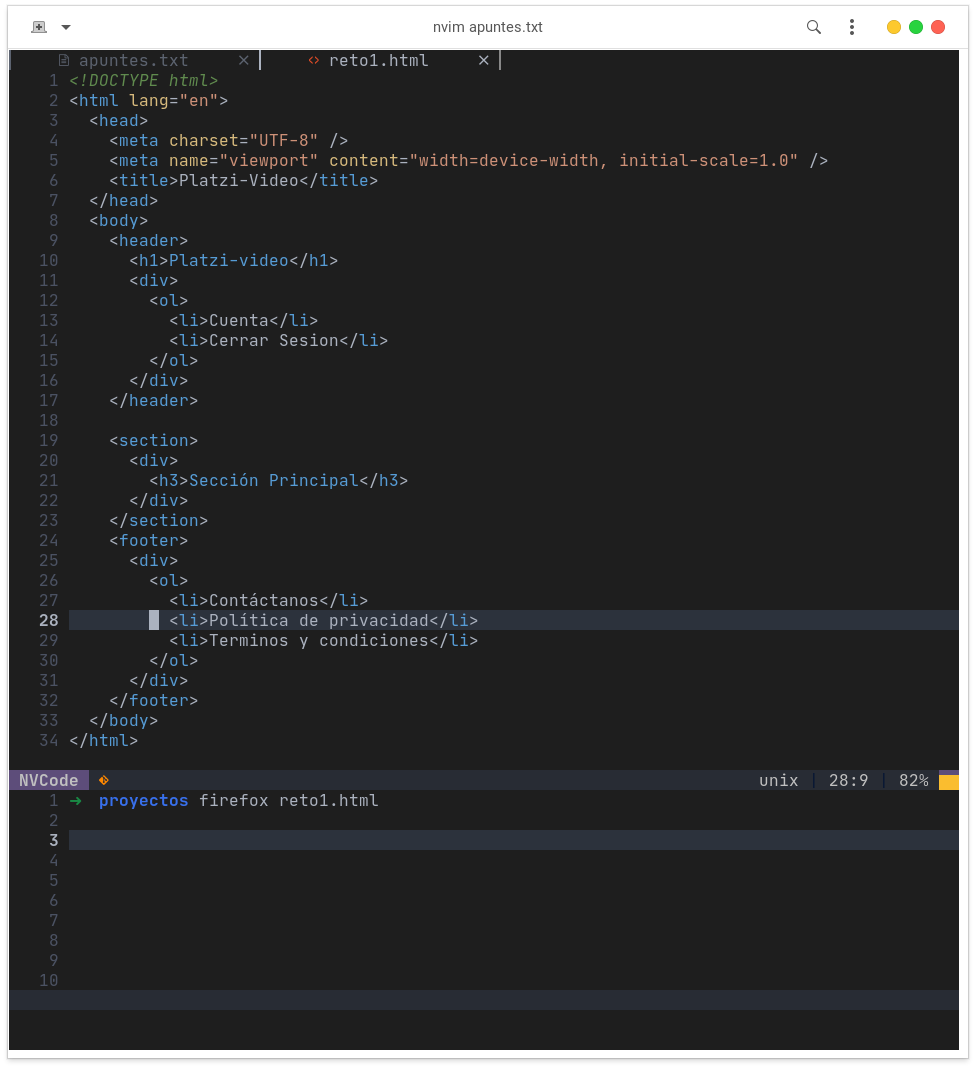 nvim apuntes.txt
apuntes.txt × reto1.html ×
1 <!DOCTYPE html>
2 <html lang="en">
3   <head>
4     <meta charset="UTF-8" />
5     <meta name="viewport" content="width=device-width, initial-scale=1.0" />
6     <title>Platzi-Video</title>
7   </head>
8   <body>
9     <header>
10       <h1>Platzi-video</h1>
11       <div>
12         <ol>
13           <li>Cuenta</li>
14           <li>Cerrar Sesion</li>
15         </ol>
16       </div>
17     </header>
18
19     <section>
20       <div>
21         <h3>Sección Principal</h3>
22       </div>
23     </section>
24     <footer>
25       <div>
26         <ol>
27           <li>Contáctanos</li>
28           <li>Política de privacidad</li>
29           <li>Terminos y condiciones</li>
30         </ol>
31       </div>
32     </footer>
33   </body>
34 </html>
NVCode unix | 28:9 | 82%
1 ➜  proyectos firefox reto1.html
2
3
4
5
6
7
8
9
10